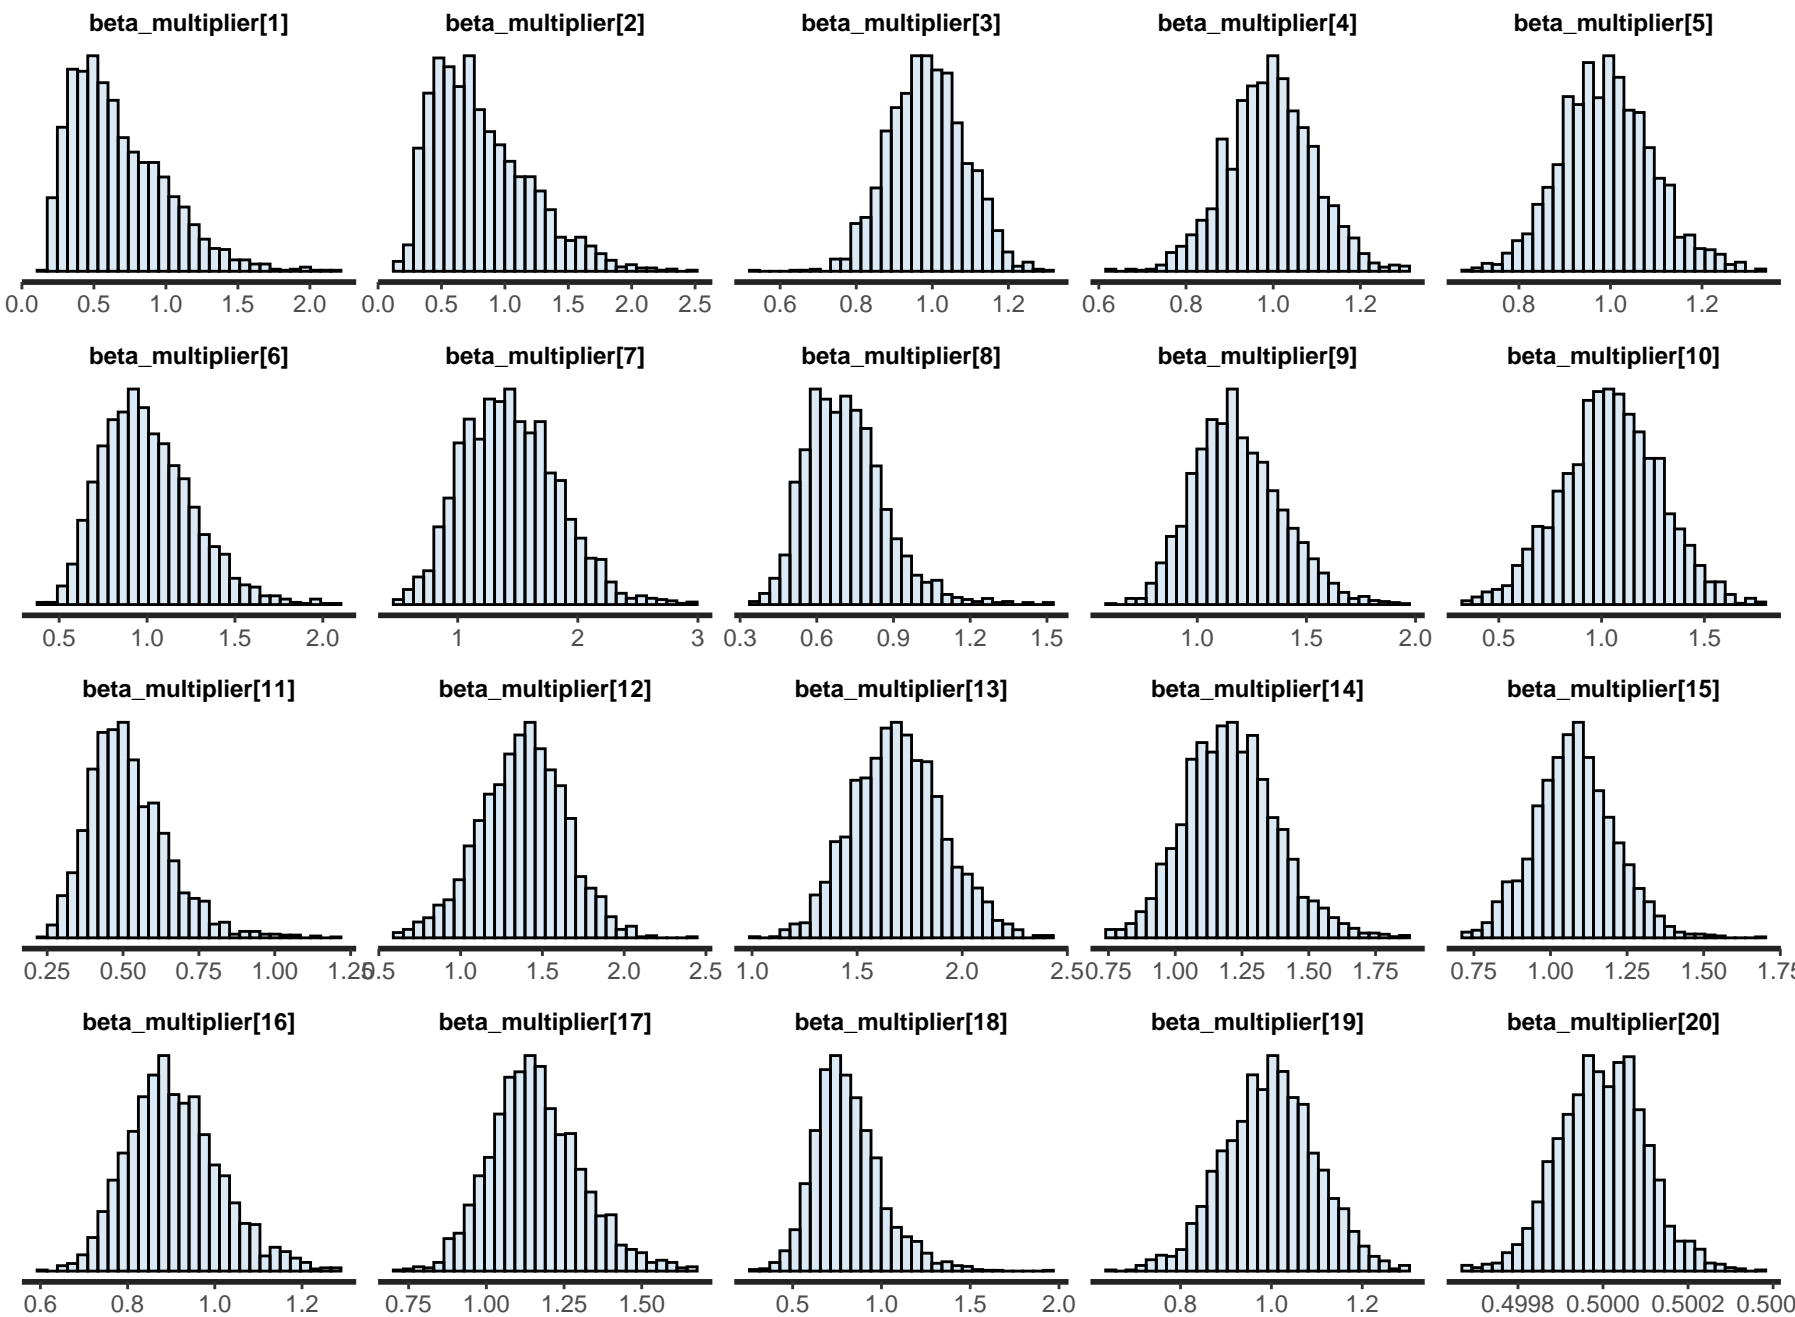 beta_multiplier[1] beta_multiplier[2] beta_multiplier[3] beta_multiplier[4] beta_multiplier[5]
0.0 0.5 1.0 1.5 2.0 0.0 0.5 1.0 1.5 2.0 2.5 0.6 0.8 1.0 1.2 0.6 0.8 1.0 1.2 0.8 1.0 1.2
beta_multiplier[6] beta_multiplier[7] beta_multiplier[8] beta_multiplier[9] beta_multiplier[10]
0.5 1.0 1.5 2.0 1 2 3 0.3 0.6 0.9 1.2 1.5 1.0 1.5 2.0 0.5 1.0 1.5
beta_multiplier[11] beta_multiplier[12] beta_multiplier[13] beta_multiplier[14] beta_multiplier[15]
0.25 0.50 0.75 1.00 1.25 0.5 1.0 1.5 2.0 2.5 1.0 1.5 2.0 2.5 0.75 1.00 1.25 1.50 1.75 0.75 1.00 1.25 1.50 1.75
beta_multiplier[16] beta_multiplier[17] beta_multiplier[18] beta_multiplier[19] beta_multiplier[20]
0.6 0.8 1.0 1.2 0.75 1.00 1.25 1.50 0.5 1.0 1.5 2.0 0.8 1.0 1.2 0.4998 0.5000 0.5002 0.500